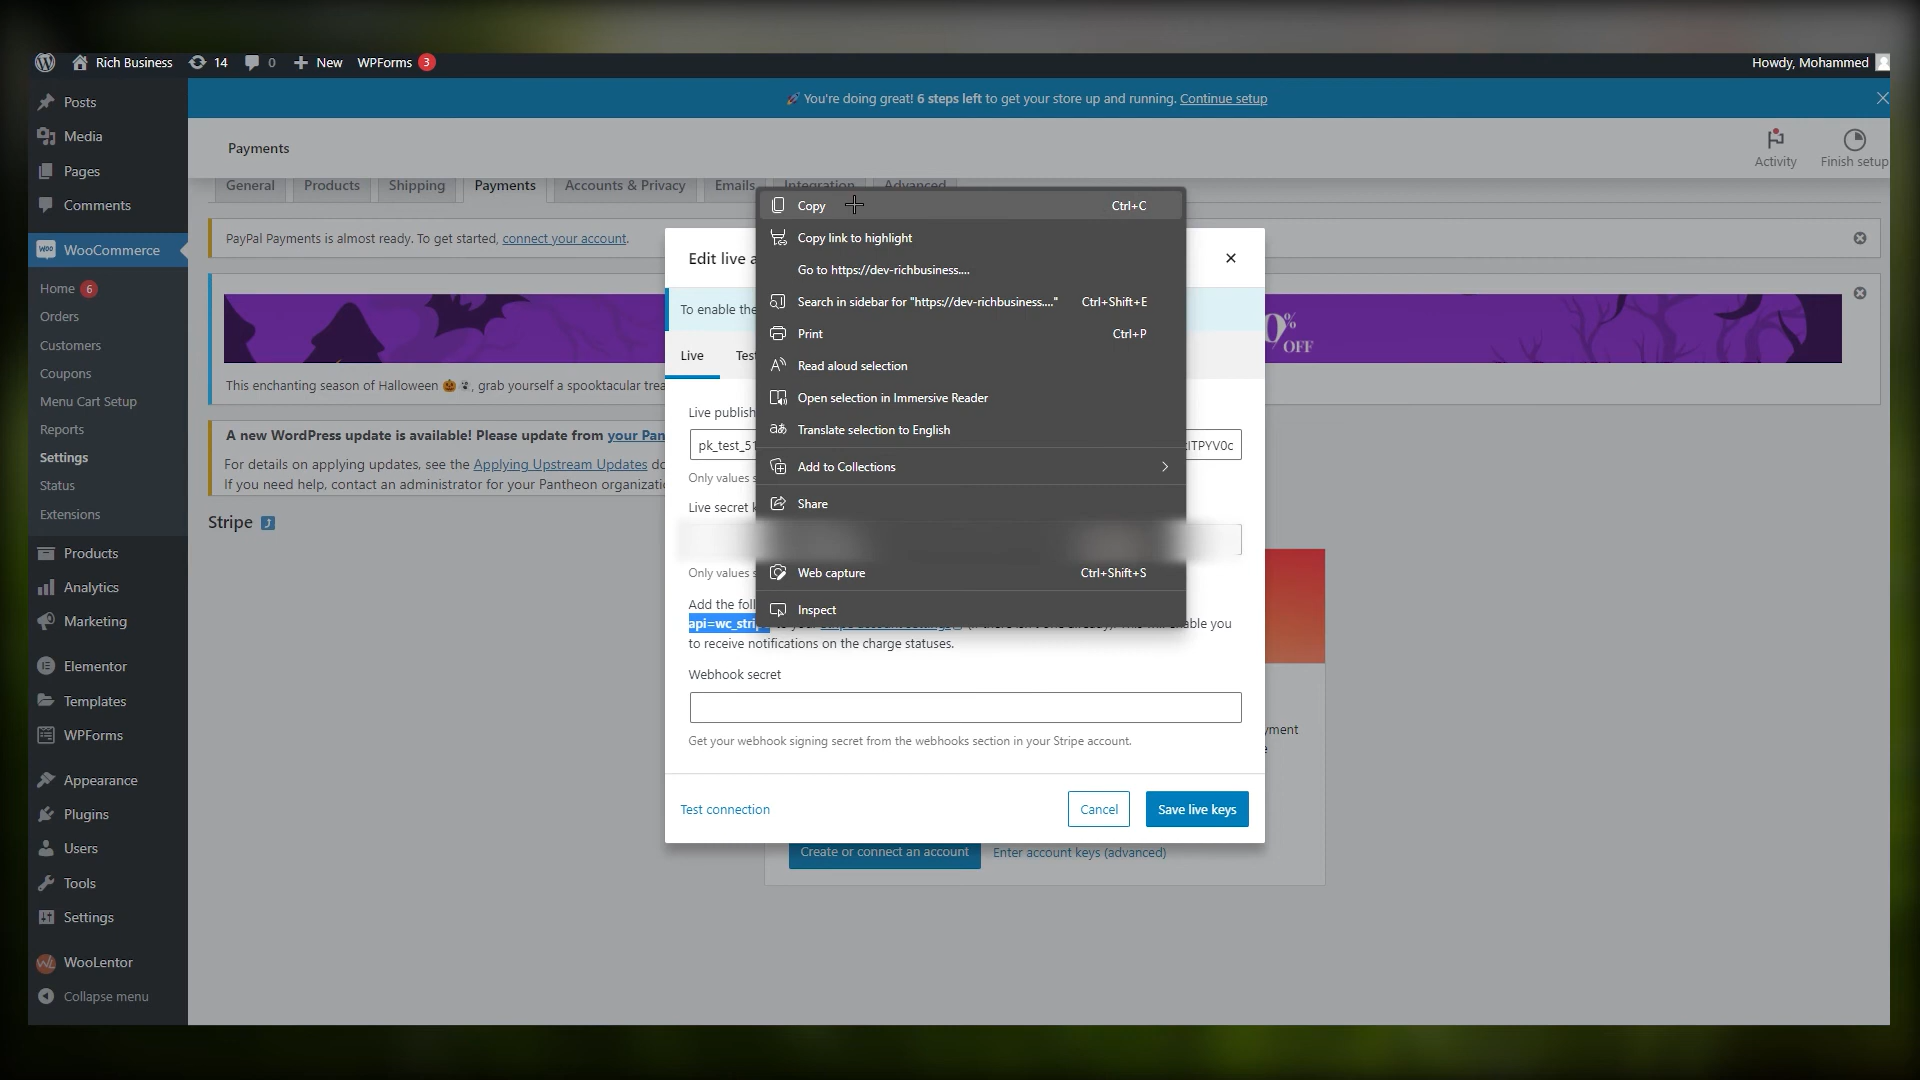 Rich Business 14 0 New WPForms 3 Howdy, Mohammed
Posts
Media
Pages
Comments
WooCommerce
Home 6
Orders
Customers
Coupons
Menu Cart Setup
Reports
Settings
Status
Extensions
Products
Analytics
Marketing
Elementor
Templates
WPForms
Appearance
Plugins
Users
Tools
Settings
WooLentor
Collapse menu
🚀 You're doing great! 6 steps left to get your store up and running. Continue setup
Payments
Activity
Finish setup
General Products Shipping Payments Accounts & Privacy Emails Integration Advanced
PayPal Payments is almost ready. To get started, connect your account.
% OFF
This enchanting season of Halloween 🎃 🕷, grab yourself a spooktacular trea
A new WordPress update is available! Please update from your Pan
For details on applying updates, see the Applying Upstream Updates do
If you need help, contact an administrator for your Pantheon organizatio
Stripe
Edit live a
To enable the
Live Tes
Live publish
pk_test_51 ITPYV0c
Only values s
Live secret k
Only values s
Add the foll
api=wc_strip able you
to receive notifications on the charge statuses.
Webhook secret
Get your webhook signing secret from the webhooks section in your Stripe account.
Test connection
Cancel
Save live keys
yment
e
Create or connect an account
Enter account keys (advanced)
Copy Ctrl+C
Copy link to highlight
Go to https://dev-richbusiness....
Search in sidebar for "https://dev-richbusiness...." Ctrl+Shift+E
Print Ctrl+P
Read aloud selection
Open selection in Immersive Reader
Translate selection to English
Add to Collections
Share
Web capture Ctrl+Shift+S
Inspect